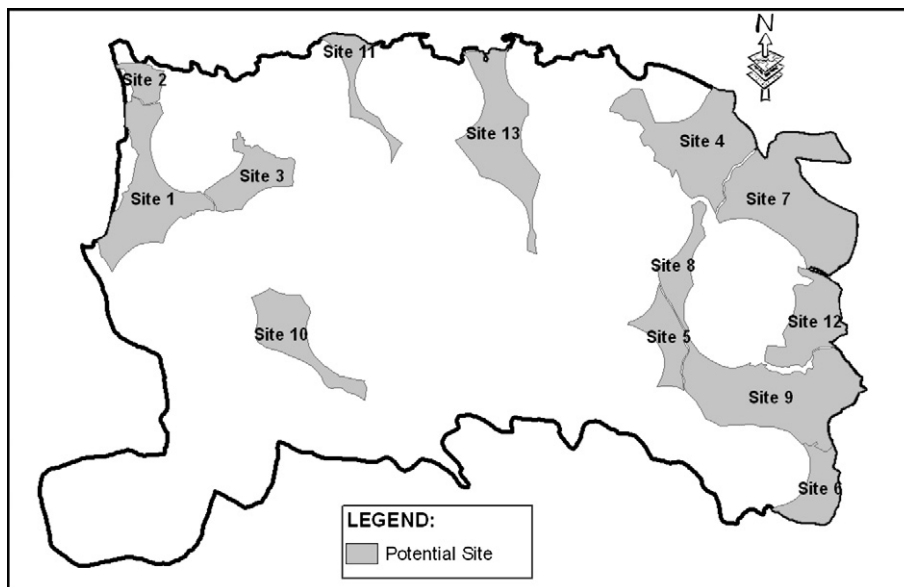 N
Site 11
Site 2
Site 13
Site 4
Site 3
Site 1
Site 7
Site 8
Site 12
Site 10
Site 5
Site 9
Site 6
LEGEND:
Potential Site